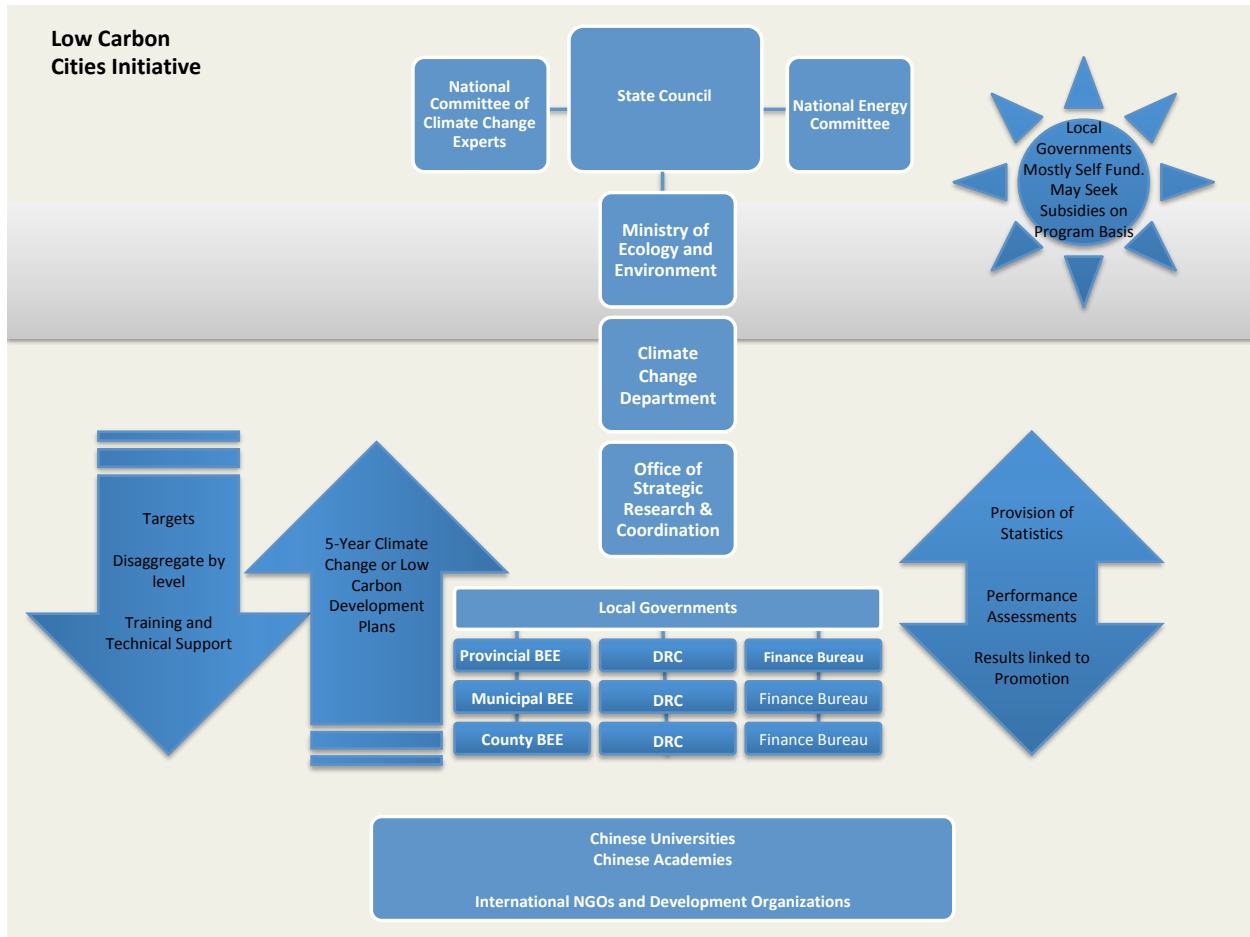 Low Carbon
Cities Initiative
National
Committee of
Climate Change
Experts
State Council
National Energy
Committee
Local
Governments
Mostly Self Fund.
May Seek
Subsidies on
Program Basis
Ministry of
Ecology and
Environment
Climate
Change
Department
Office of
Strategic
Research &
Coordination
Targets
Disaggregate by
level
Training and
Technical Support
5-Year Climate
Change or Low
Carbon
Development
Plans
Provision of
Statistics
Performance
Assessments
Results linked to
Promotion
Local Governments
Provincial BEE
DRC
Finance Bureau
Municipal BEE
DRC
Finance Bureau
County BEE
DRC
Finance Bureau
Chinese Universities
Chinese Academies
International NGOs and Development Organizations